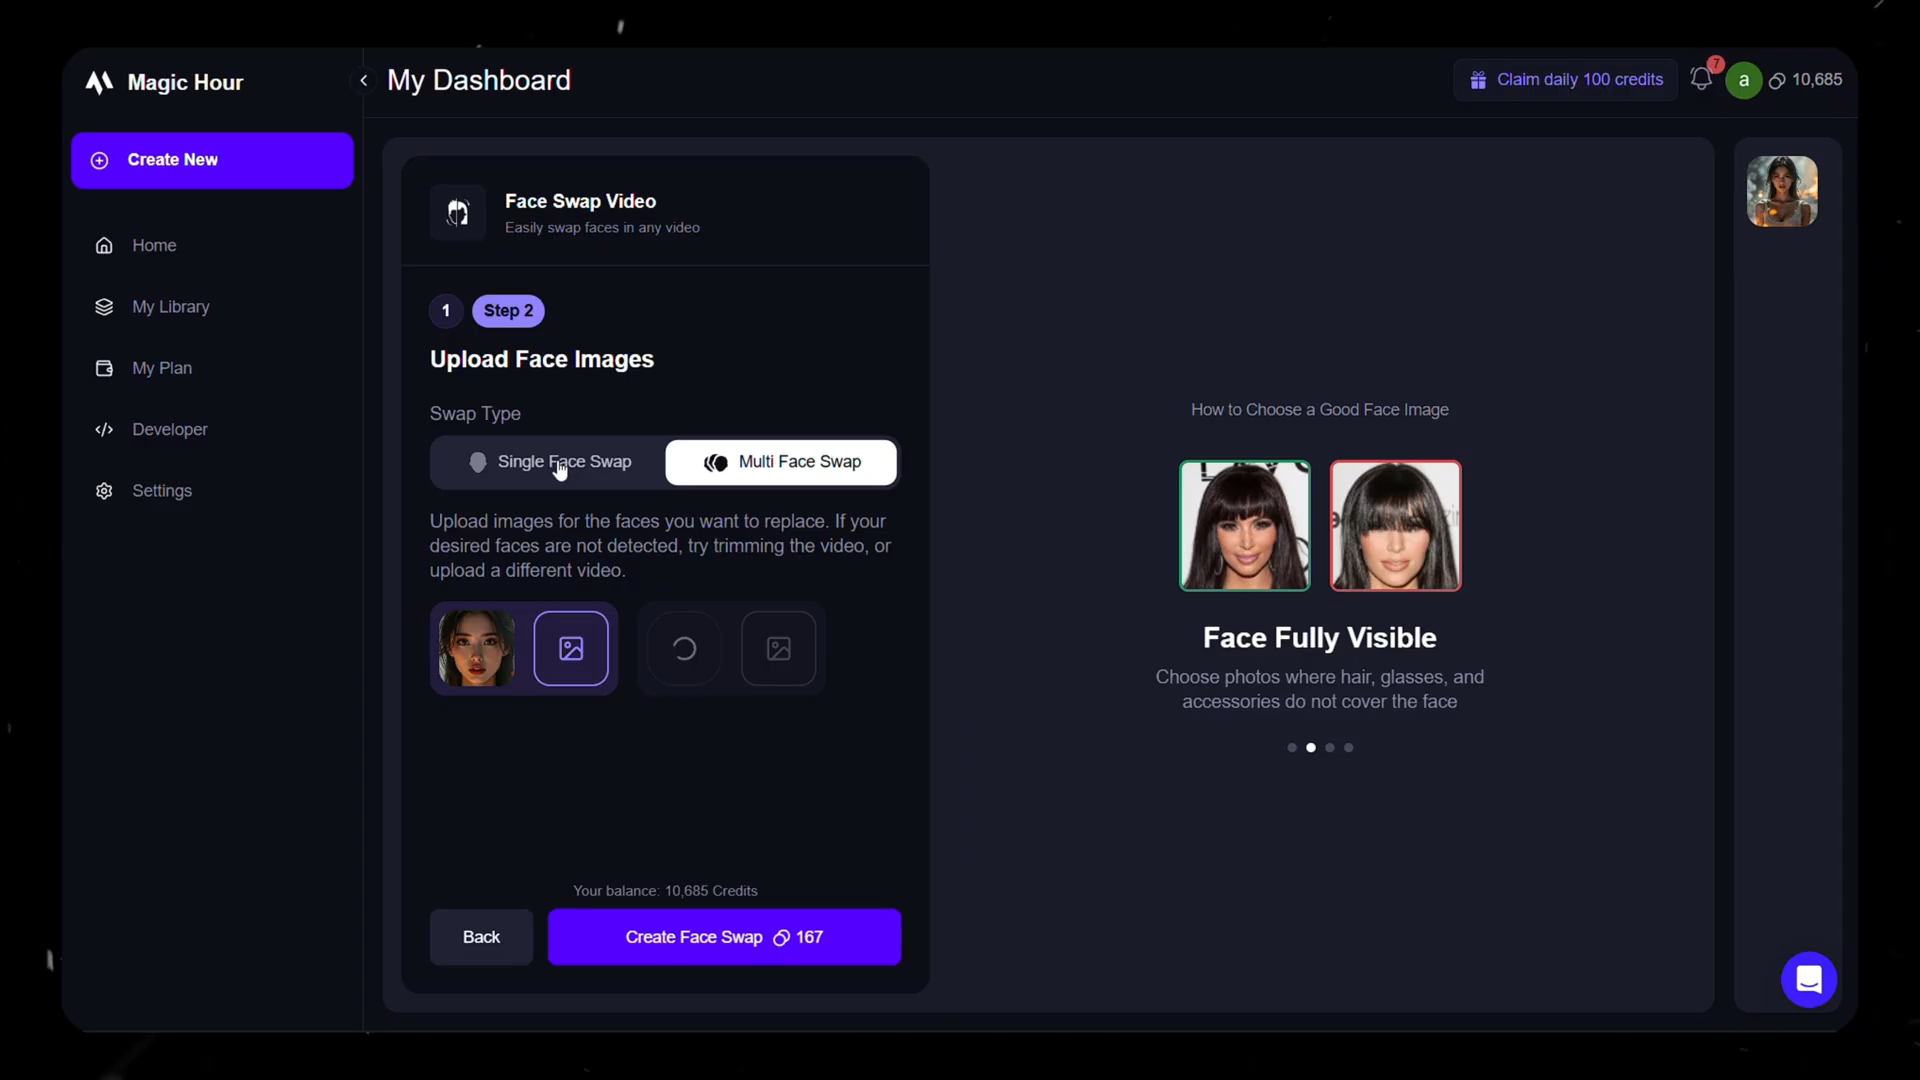 Magic Hour
My Dashboard
Claim daily 100 credits
7
a
10,685
Create New
Home
My Library
My Plan
Developer
Settings
Face Swap Video
Easily swap faces in any video
1
Step 2
Upload Face Images
Swap Type
Single Face Swap
Multi Face Swap
Upload images for the faces you want to replace. If your
desired faces are not detected, try trimming the video, or
upload a different video.
Your balance: 10,685 Credits
Back
Create Face Swap 167
How to Choose a Good Face Image
Face Fully Visible
Choose photos where hair, glasses, and
accessories do not cover the face